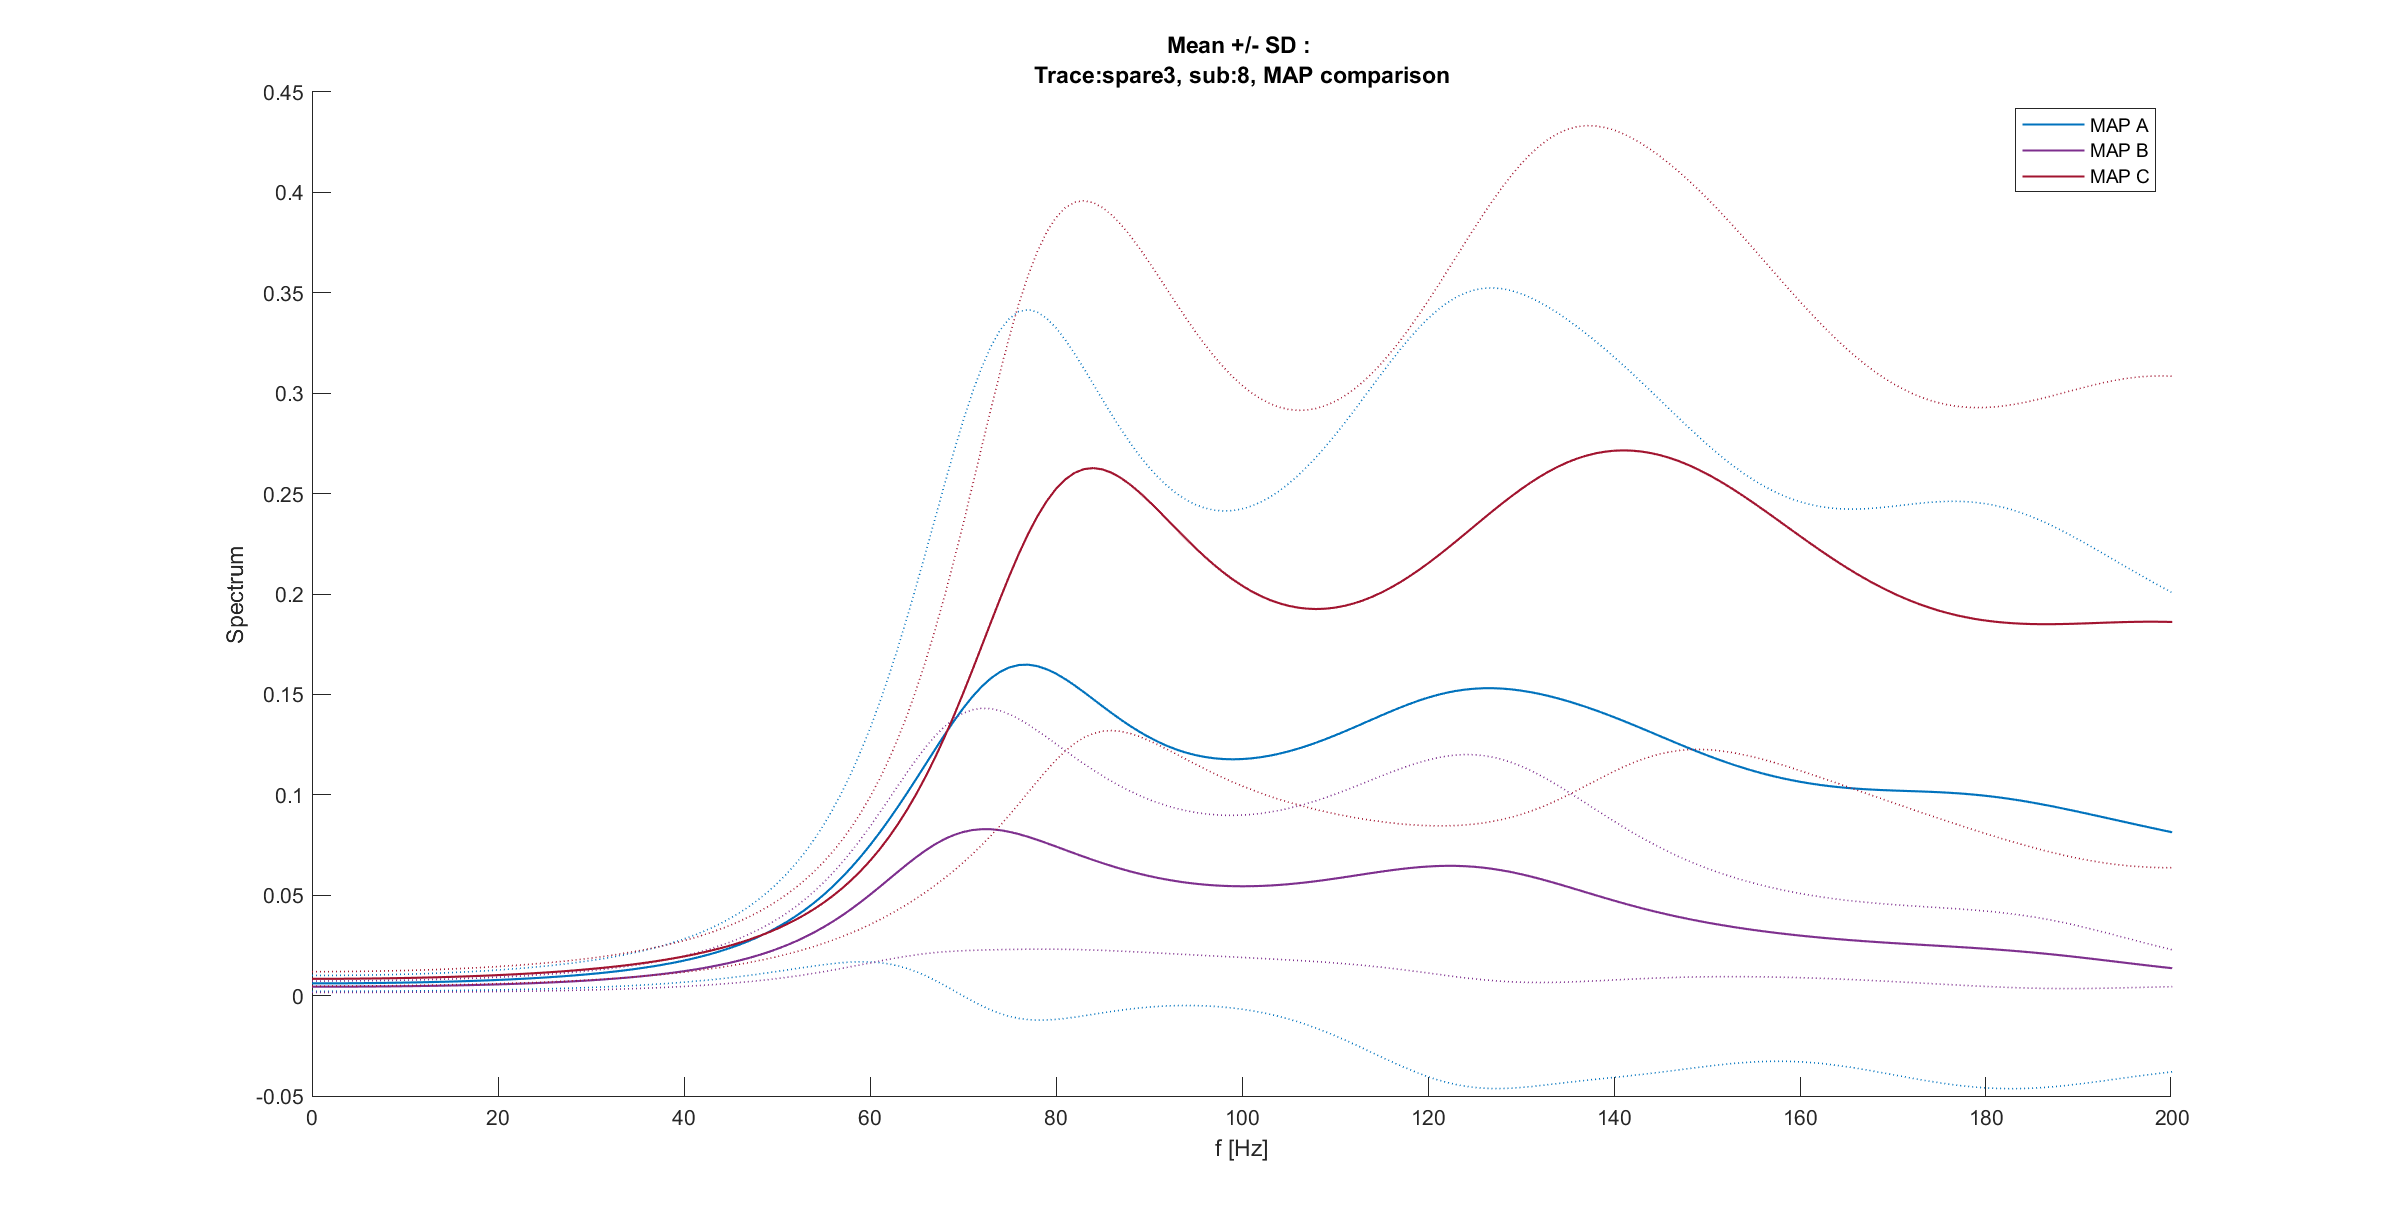 Mean +/- SD :
Trace:spare3, sub:8, MAP comparison
0.45
0.4
0.35
0.3
0.25
0.2
0.15
0.1
0.05
0
-0.05
Spectrum
MAP A
MAP B
MAP C
0 20 40 60 80 100 120 140 160 180 200
f [Hz]